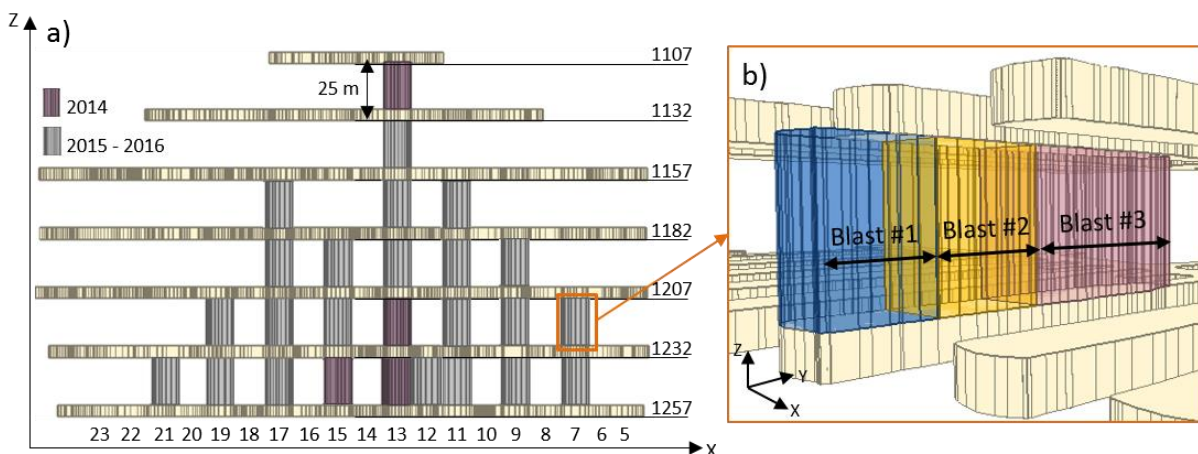 Z
a)
1107
25 m
2014
1132
2015 - 2016
1157
1182
1207
1232
1257
23 22 21 20 19 18 17 16 15 14 13 12 11 10 9 8 7 6 5
X
b)
Blast #1
Blast #2
Blast #3
Z
Y
X